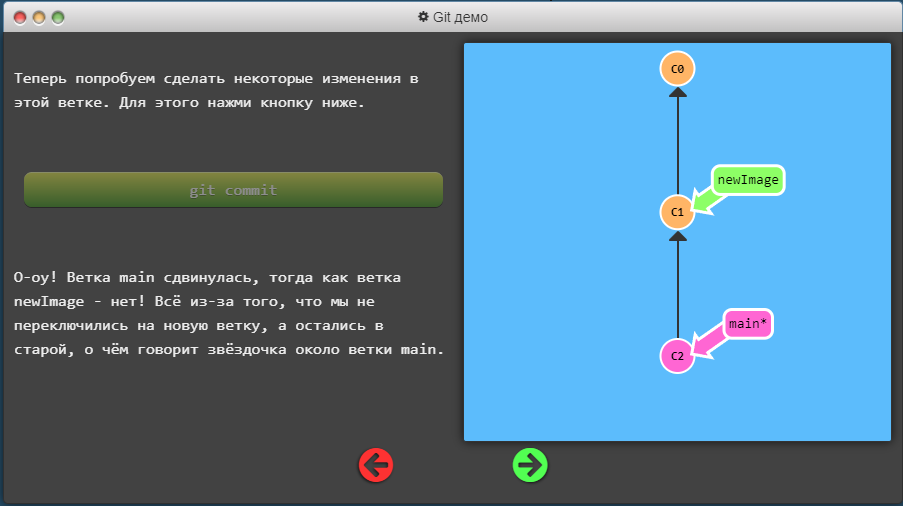 Git демо
Теперь попробуем сделать некоторые изменения в
этой ветке. Для этого нажми кнопку ниже.
git commit
О-оу! Ветка main сдвинулась, тогда как ветка
newImage - нет! Всё из-за того, что мы не
переключились на новую ветку, а остались в
старой, о чём говорит звёздочка около ветки main.
C0
newImage
C1
main*
C2